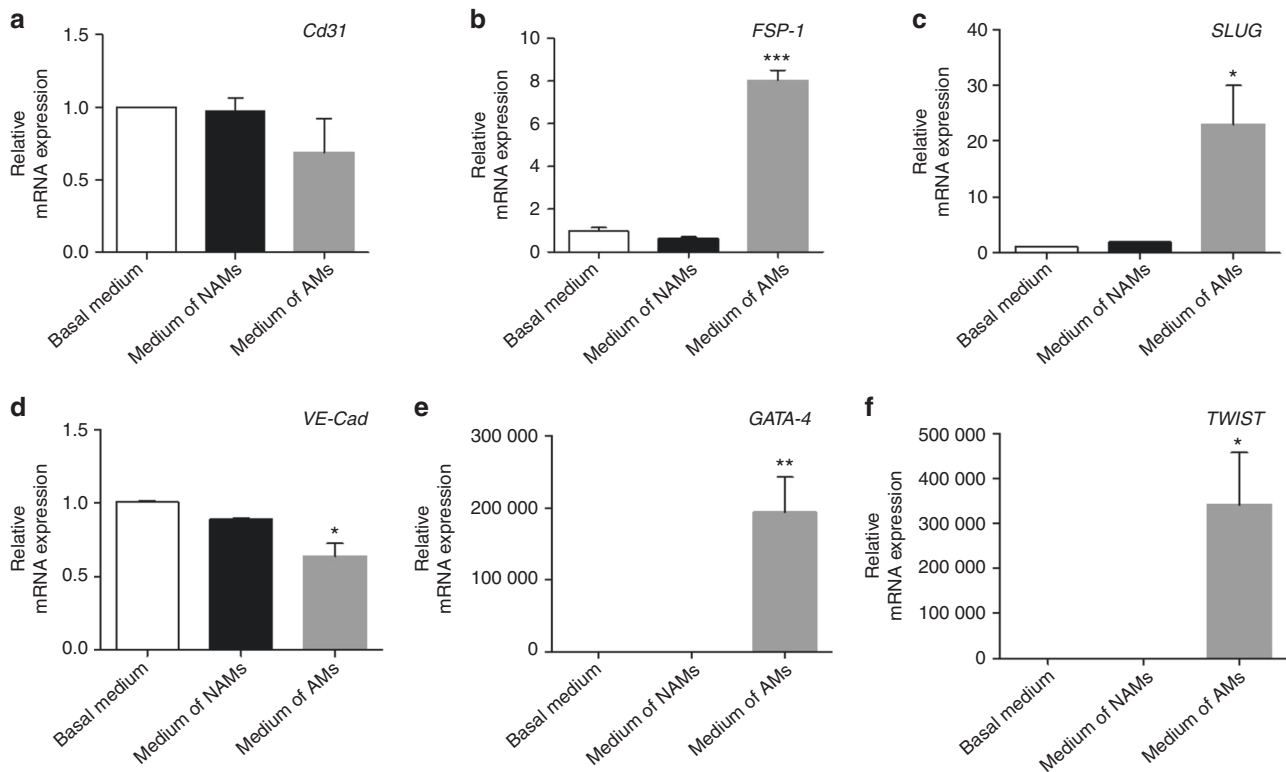 a
Cd31
Relative
mRNA expression
1.5
1.0
0.5
0.0
Basal medium
Medium of NAMs
Medium of AMs
b
FSP-1
Relative
mRNA expression
10
8
6
4
2
0
***
Basal medium
Medium of NAMs
Medium of AMs
c
SLUG
Relative
mRNA expression
40
30
20
10
0
*
Basal medium
Medium of NAMs
Medium of AMs
d
VE-Cad
Relative
mRNA expression
1.5
1.0
0.5
0.0
*
Basal medium
Medium of NAMs
Medium of AMs
e
GATA-4
Relative
mRNA expression
300 000
200 000
100 000
0
**
Basal medium
Medium of NAMs
Medium of AMs
f
TWIST
Relative
mRNA expression
500 000
400 000
300 000
200 000
100 000
0
*
Basal medium
Medium of NAMs
Medium of AMs